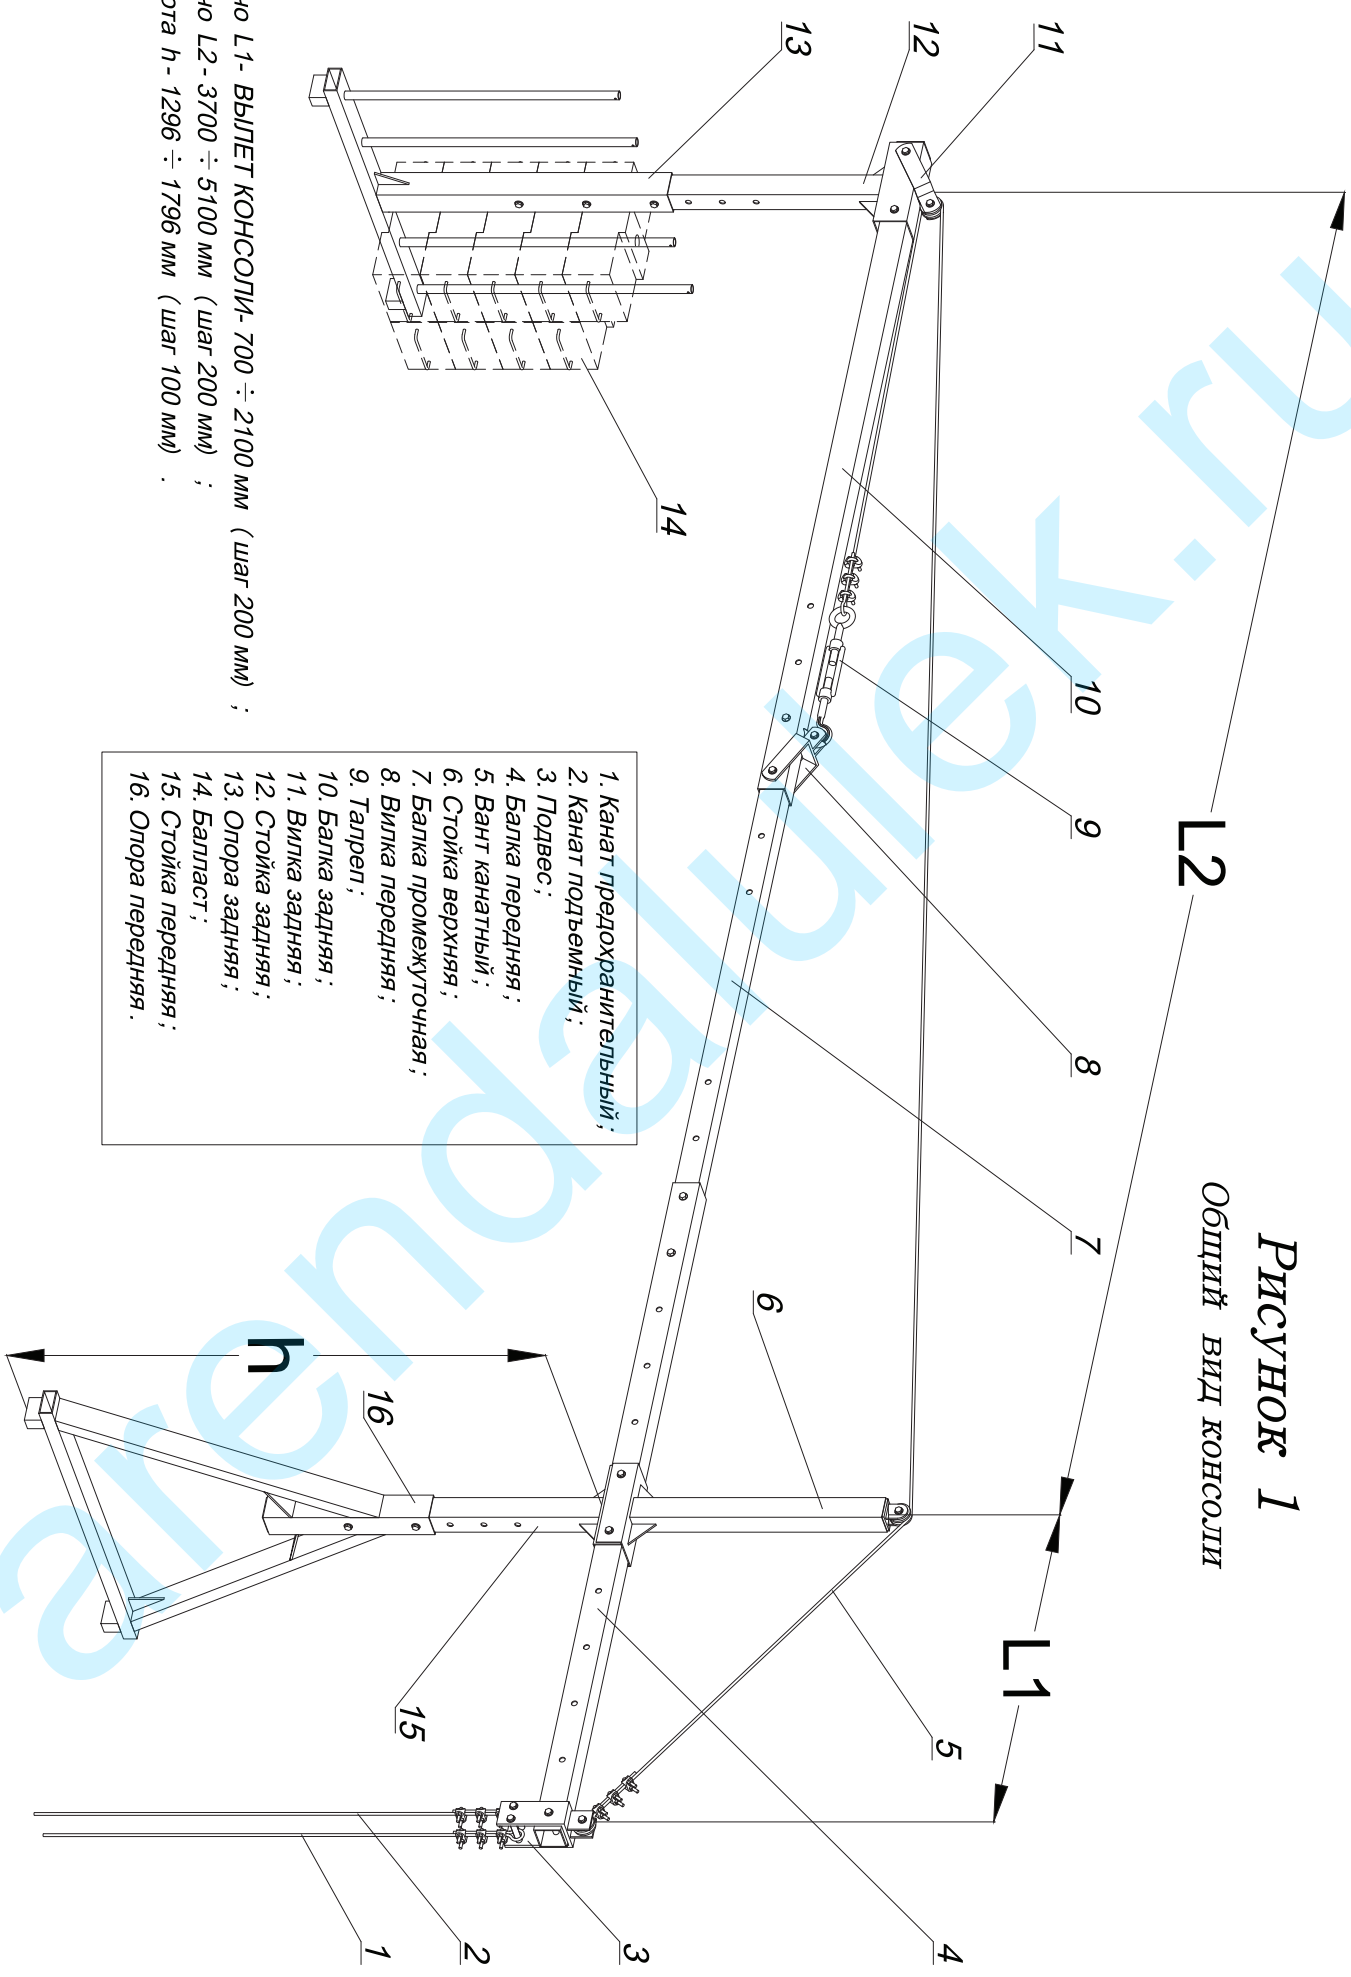 Рисунок 1
Общий вид консоли
L2
L1
h
11
12
13
14
10
9
8
7
6
5
4
3
2
1
15
16
1. Канат предохранительный ;
2. Канат подъемный ;
3. Подвес ;
4. Балка передняя ;
5. Вант канатный ;
6. Стойка верхняя ;
7. Балка промежуточная ;
8. Вилка передняя ;
9. Талреп ;
10. Балка задняя ;
11. Вилка задняя ;
12. Стойка задняя ;
13. Опора задняя ;
14. Балласт ;
15. Стойка передняя ;
16. Опора передняя .
L1- ВЫЛЕТ КОНСОЛИ- 700 ÷ 2100 мм ( шаг 200 мм) ;
L2 - 3700 ÷ 5100 мм ( шаг 200 мм) ;
h - 1296 ÷ 1796 мм ( шаг 100 мм) .
arendalulek.ru